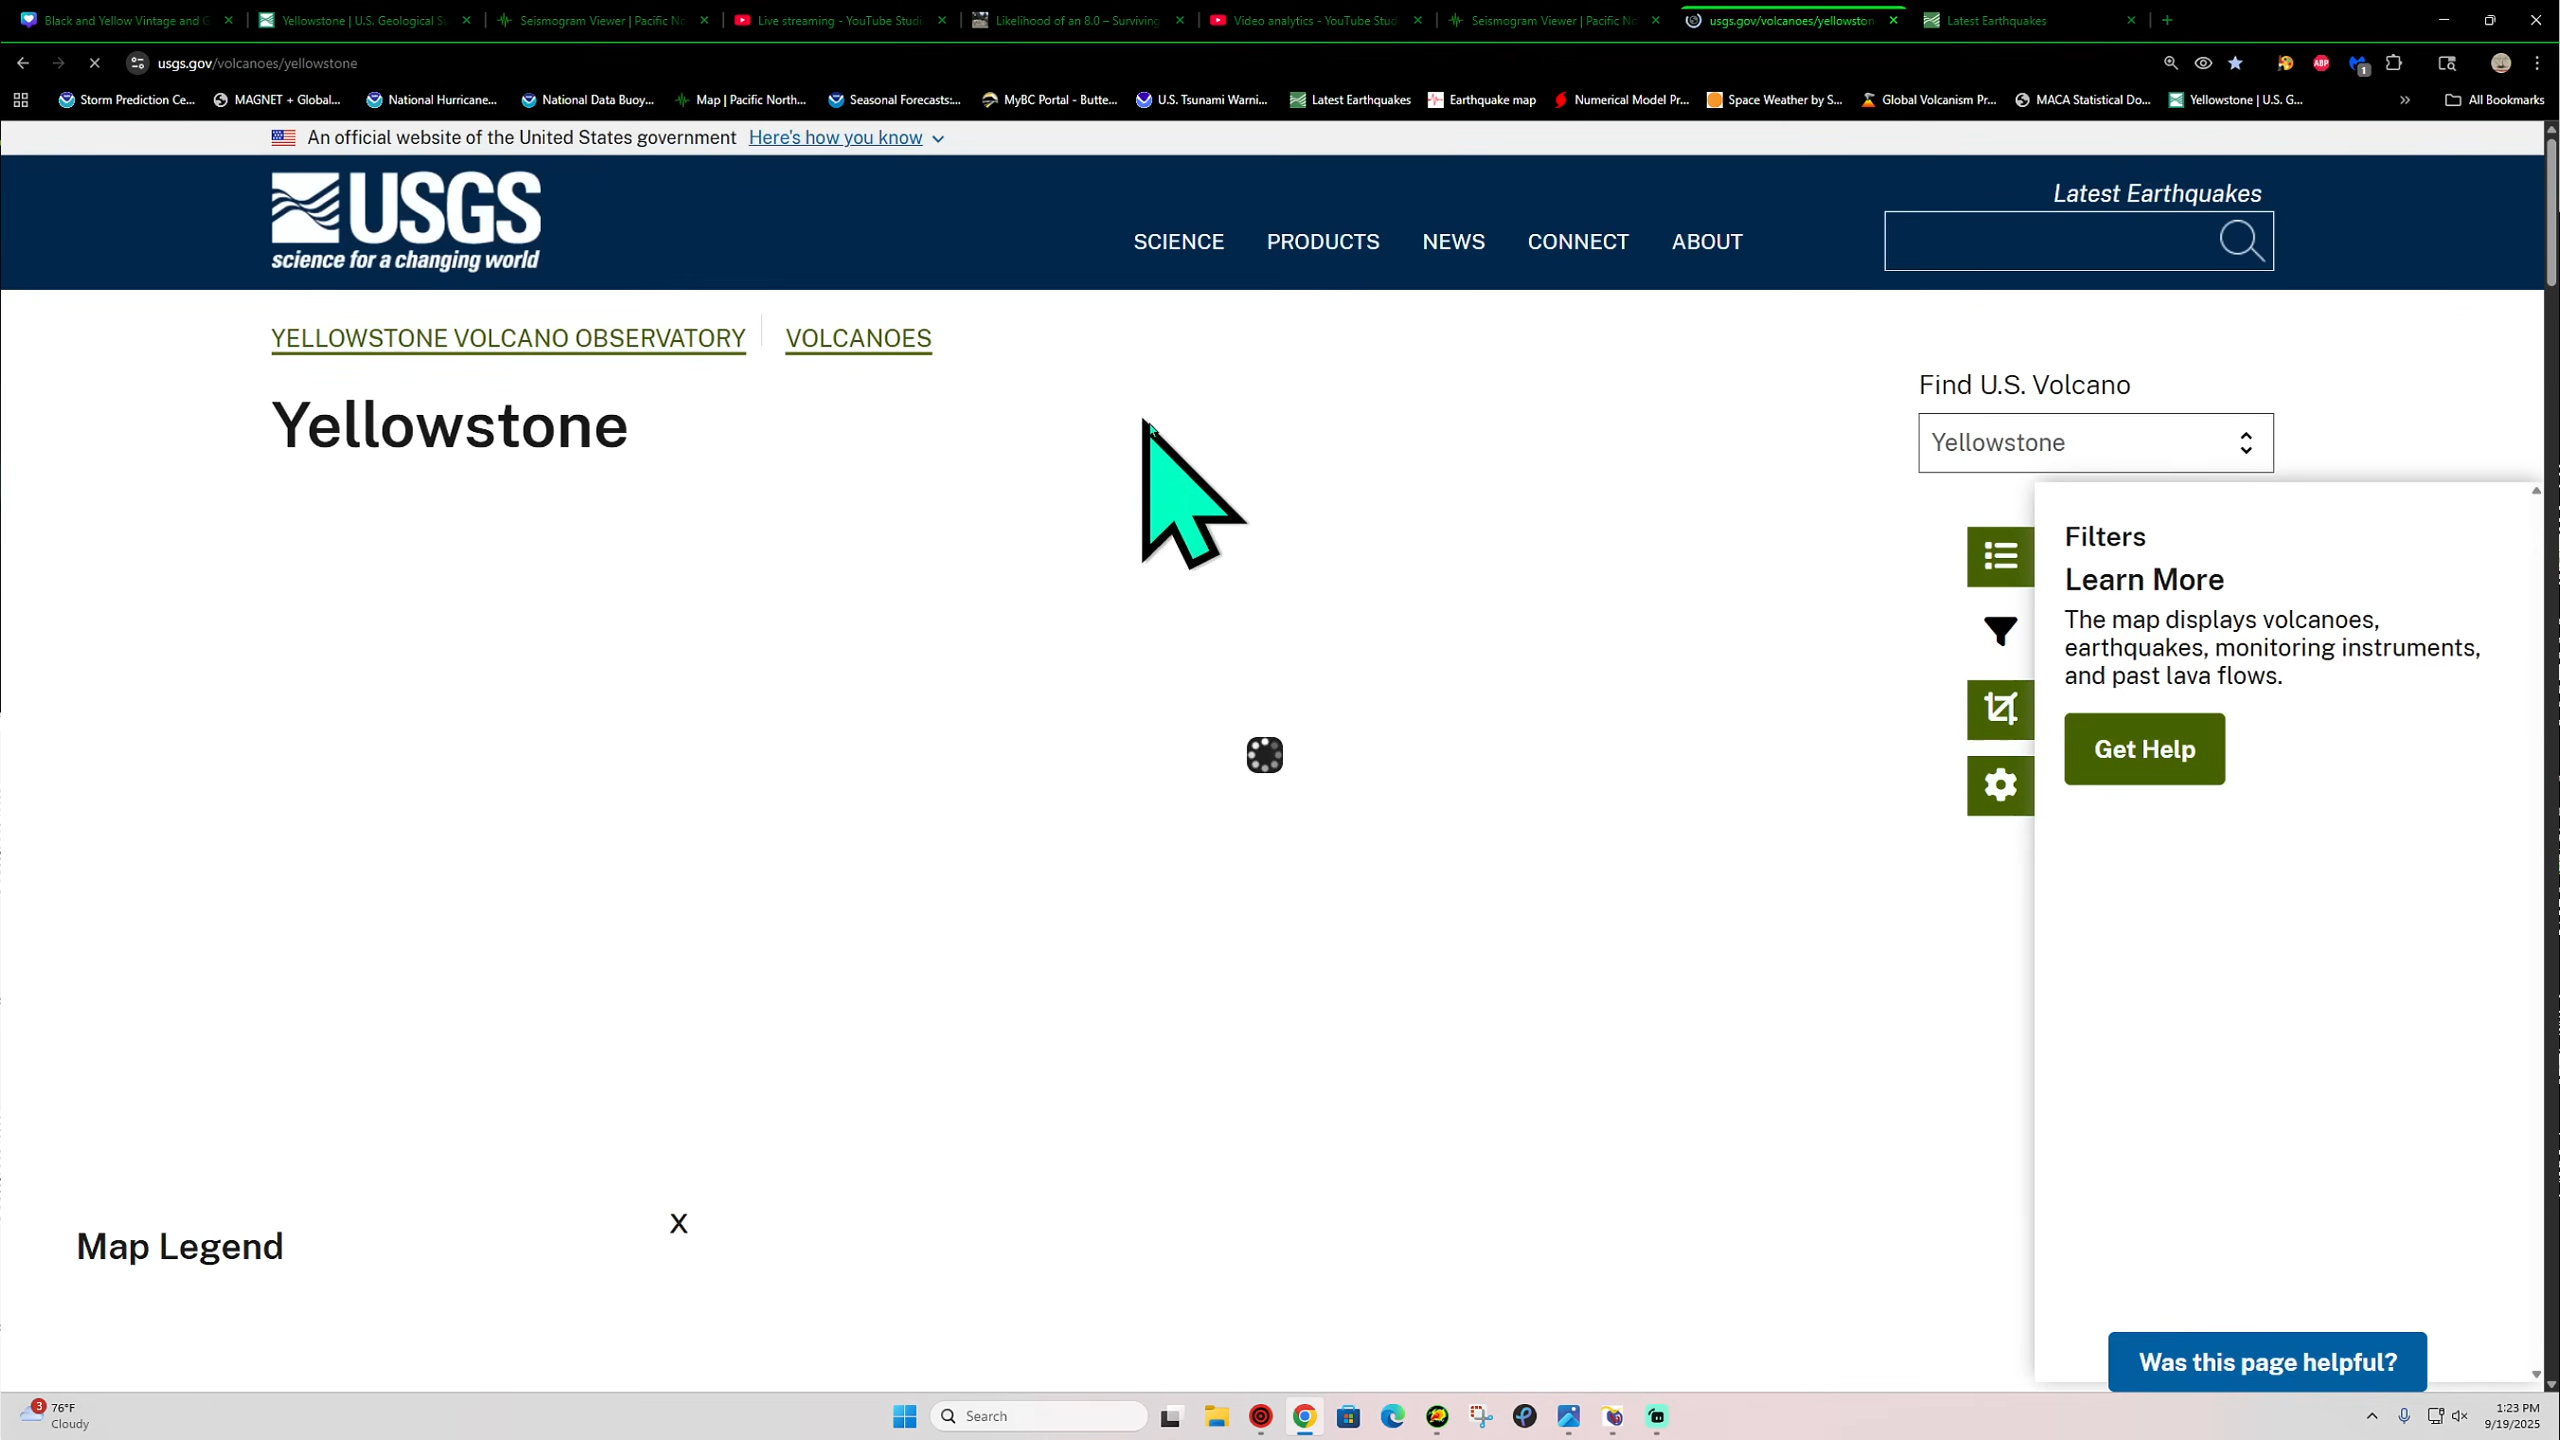 Black and Yellow Vintage and G
Yellowstone | U.S. Geological Su
Seismogram Viewer | Pacific No
Live streaming - YouTube Studi
Likelihood of an 8.0 – Surviving
Video analytics - YouTube Stud
Seismogram Viewer | Pacific No
usgs.gov/volcanoes/yellowston
Latest Earthquakes
usgs.gov/volcanoes/yellowstone
ABP
1
Storm Prediction Ce...
MAGNET + Global...
National Hurricane...
National Data Buoy...
Map | Pacific North...
Seasonal Forecasts:...
MyBC Portal - Butte...
U.S. Tsunami Warni...
Latest Earthquakes
Earthquake map
Numerical Model Pr...
Space Weather by S...
Global Volcanism Pr...
MACA Statistical Do...
Yellowstone | U.S. G...
All Bookmarks
An official website of the United States government Here's how you know
USGS
science for a changing world
SCIENCE
PRODUCTS
NEWS
CONNECT
ABOUT
Latest Earthquakes
YELLOWSTONE VOLCANO OBSERVATORY
VOLCANOES
Yellowstone
Find U.S. Volcano
Yellowstone
Filters
Learn More
The map displays volcanoes,
earthquakes, monitoring instruments,
and past lava flows.
Get Help
X
Map Legend
Was this page helpful?
3
76°F
Cloudy
Search
1:23 PM
9/19/2025